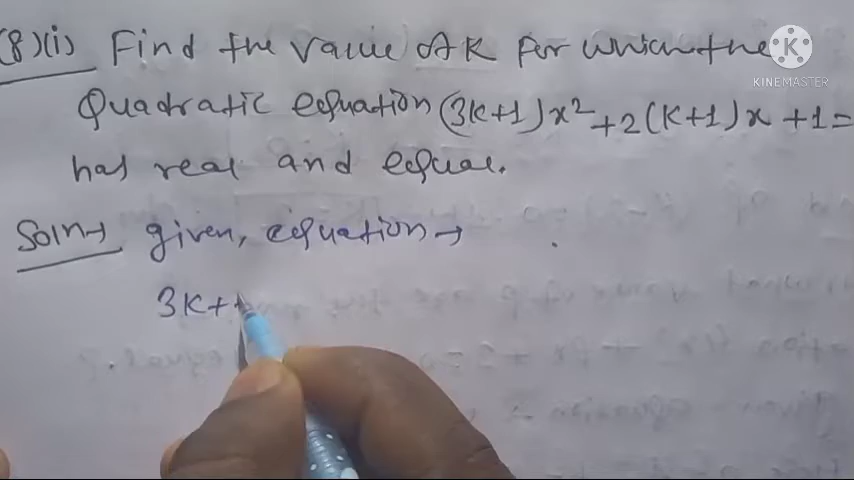 (8)(i) Find the value of K for which the
Quadratic equation (3K+1)x²+2(K+1)x+1=
has real and equal.
Soln→ given, equation→
3K+
K
KINEMASTER